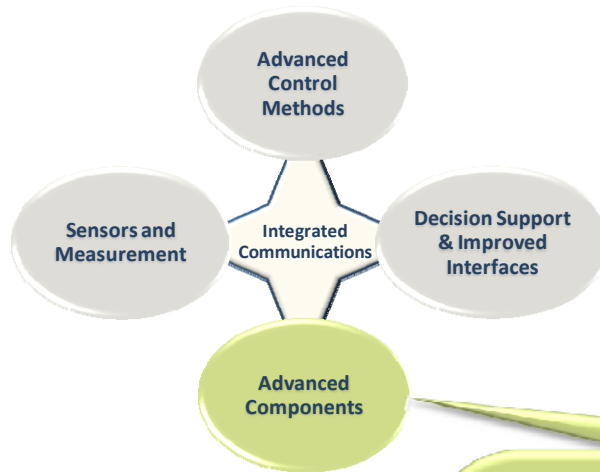 Advanced
Control
Methods
Sensors and
Measurement
Integrated
Communications
Decision Support
& Improved
Interfaces
Advanced
Components